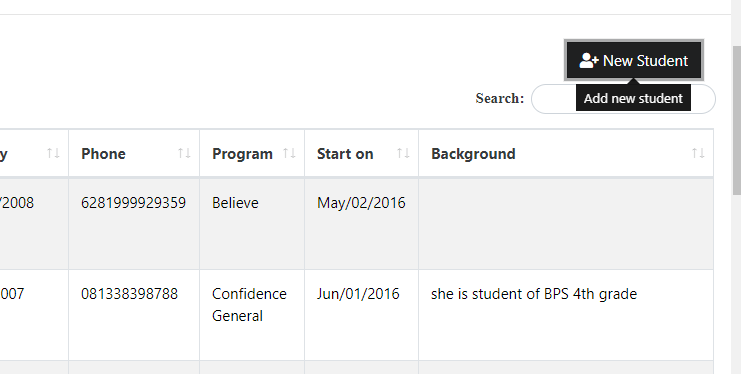 New Student
Search:
Add new student
y Phone Program Start on Background
/2008 6281999929359 Believe May/02/2016
007 081338398788 Confidence Jun/01/2016 she is student of BPS 4th grade
General